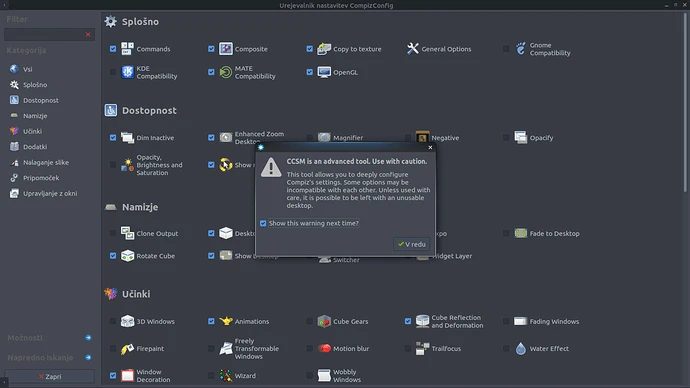 Urejevalnik nastavitev CompizConfig
Filter
Kategorija
Vsi
Splošno
Dostopnost
Namizje
Učinki
Dodatki
Nalaganje slike
Pripomoček
Upravljanje z okni
Možnosti
Napredno iskanje
Zapri
Splošno
Commands
Composite
Copy to texture
General Options
Gnome
Compatibility
KDE
Compatibility
MATE
Compatibility
OpenGL
Dostopnost
Dim Inactive
Enhanced Zoom
Desktop
Magnifier
Negative
Opacify
Opacity,
Brightness and
Saturation
Show
Namizje
Clone Output
Expo
Fade to Desktop
Rotate Cube
Show Desktop
Switcher
Widget Layer
Učinki
3D Windows
Animations
Cube Gears
Cube Reflection
and Deformation
Fading Windows
Firepaint
Freely
Transformable
Windows
Motion blur
Trailfocus
Water Effect
Window
Decoration
Wizard
Wobbly
Windows
CCSM is an advanced tool. Use with caution.
This tool allows you to deeply configure
Compiz's settings. Some options may be
incompatible with each other. Unless used with
care, it is possible to be left with an unusable
desktop.
Show this warning next time?
V redu